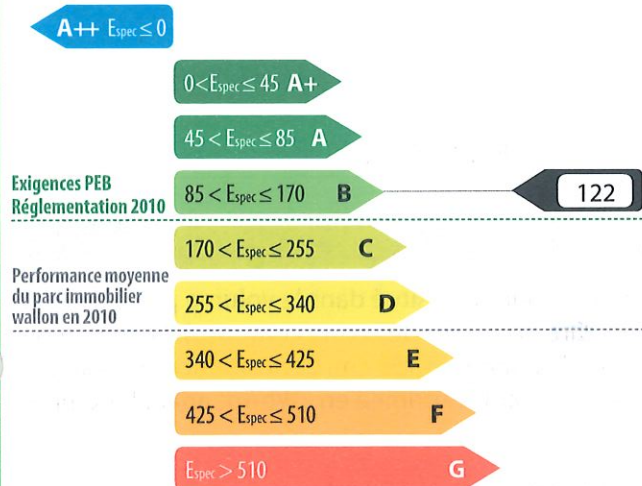 A++ Espec ≤ 0
0 < Espec ≤ 45 A+
45 < Espec ≤ 85 A
Exigences PEB
Réglementation 2010
85 < Espec ≤ 170 B
122
170 < Espec ≤ 255 C
Performance moyenne
du parc immobilier
wallon en 2010
255 < Espec ≤ 340 D
340 < Espec ≤ 425 E
425 < Espec ≤ 510 F
Espec > 510 G